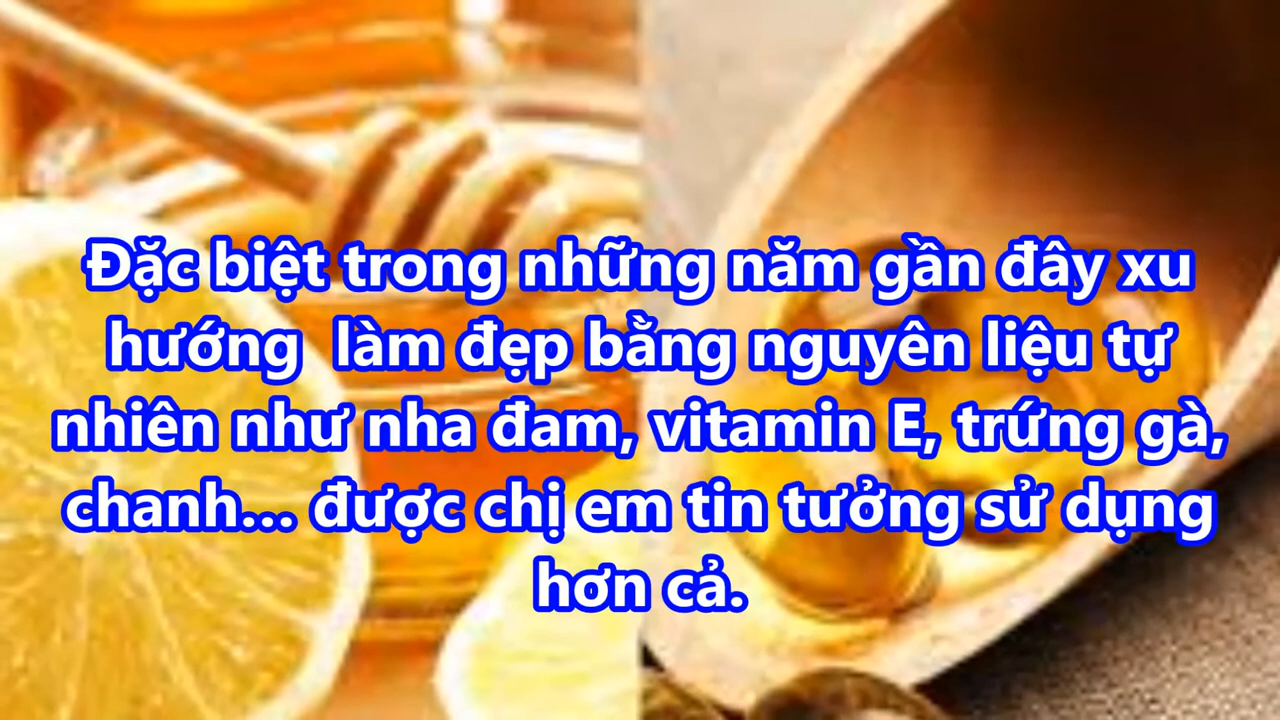 Đặc biệt trong những năm gần đây xu
hướng  làm đẹp bằng nguyên liệu tự
nhiên như nha đam, vitamin E, trứng gà,
chanh... được chị em tin tưởng sử dụng
hơn cả.